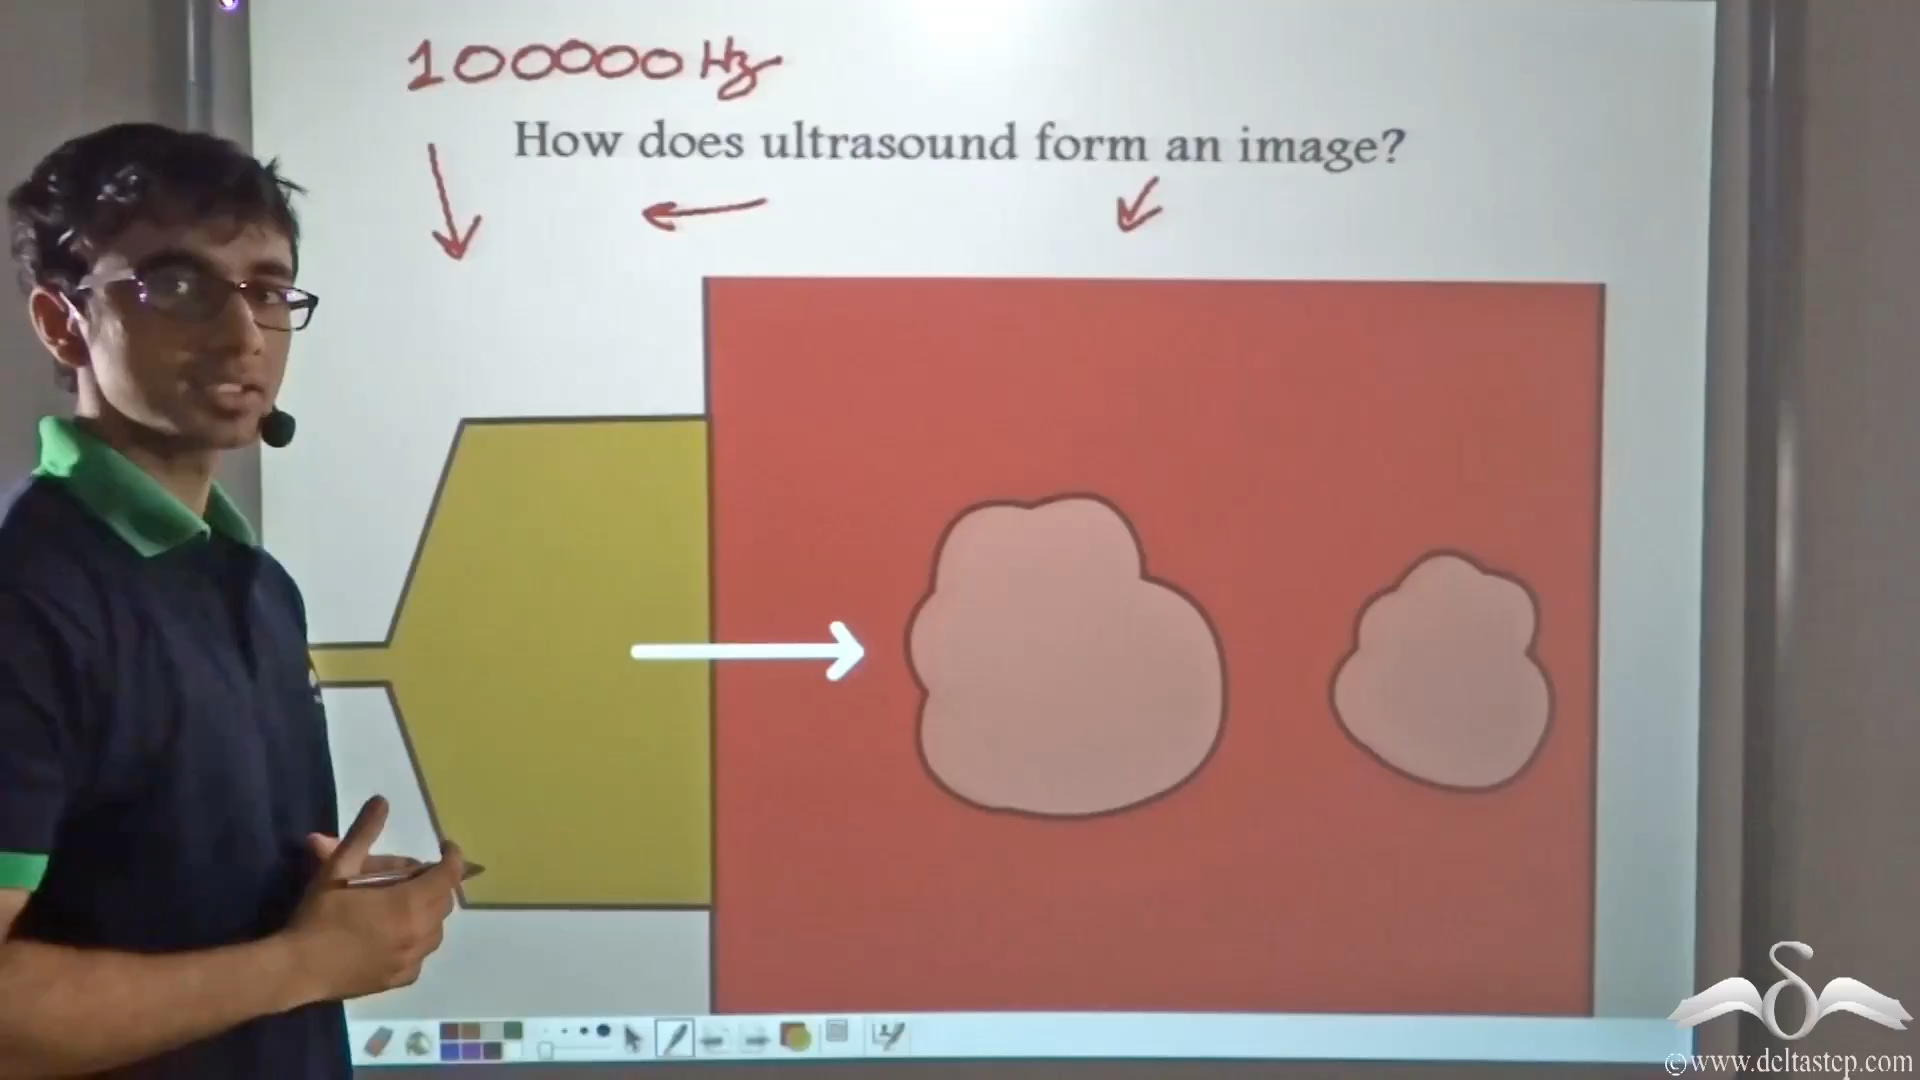 100000 Hz
How does ultrasound form an image?
©www.deltastep.com